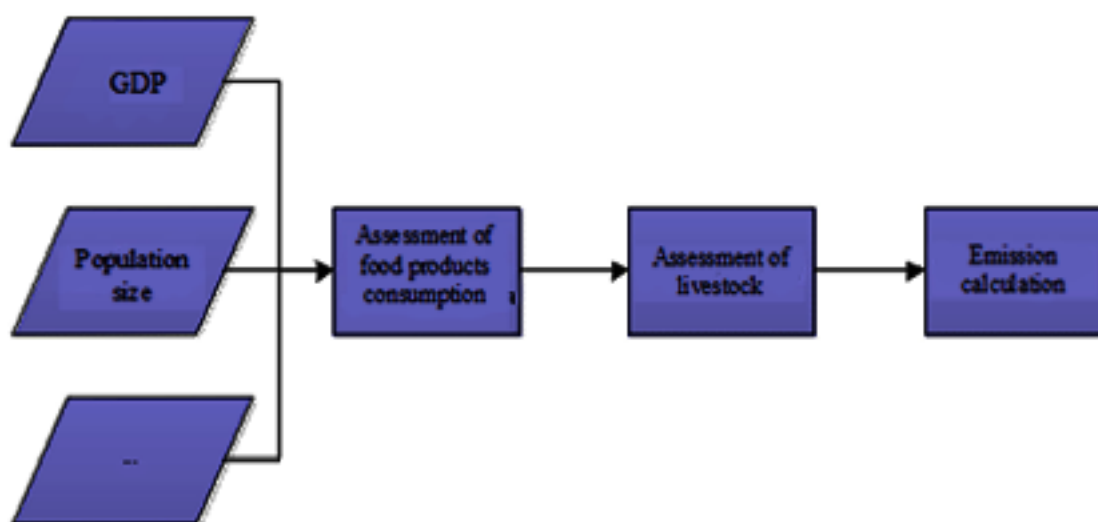 GDP
Population
size
...
Assessment of
food products
consumption
Assessment of
livestock
Emission
calculation